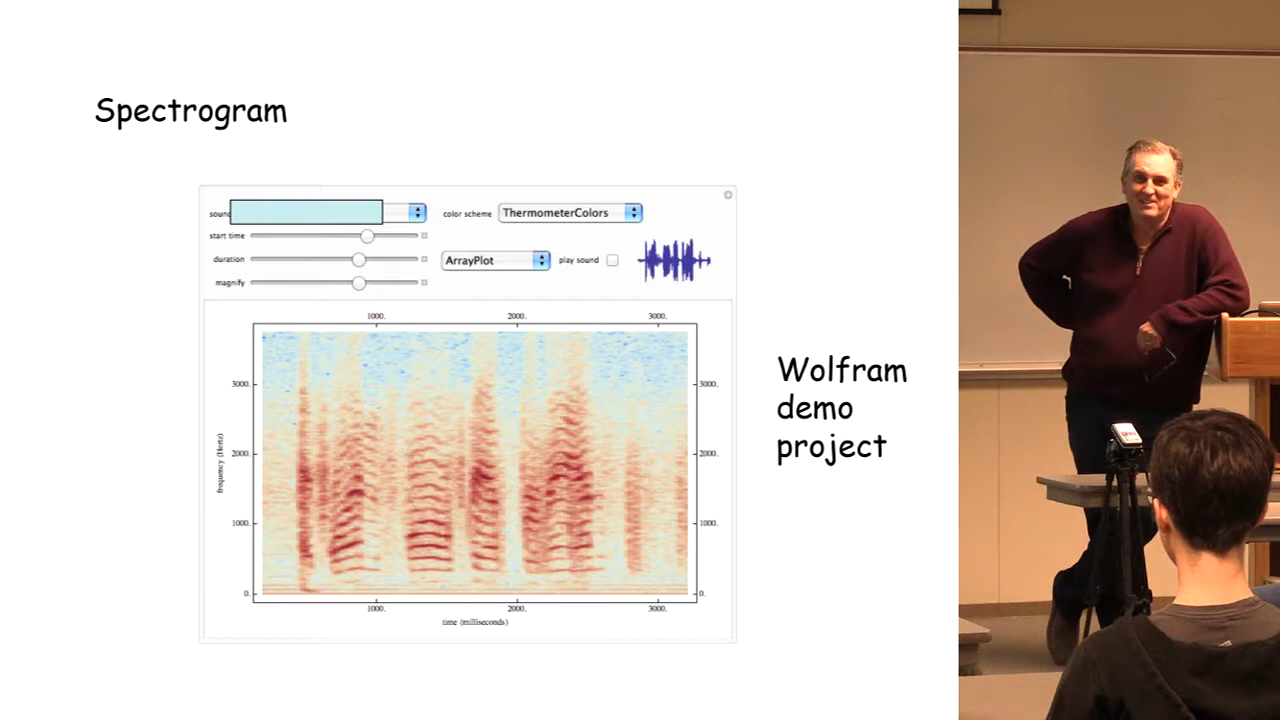 Spectrogram
soun
color scheme
ThermometerColors
start time
duration
ArrayPlot
play sound
magnify
1000. 2000. 3000.
3000. 3000.
2000. 2000.
1000. 1000.
0. 0.
frequency (Hertz)
1000. 2000. 3000.
time (milliseconds)
Wolfram
demo
project